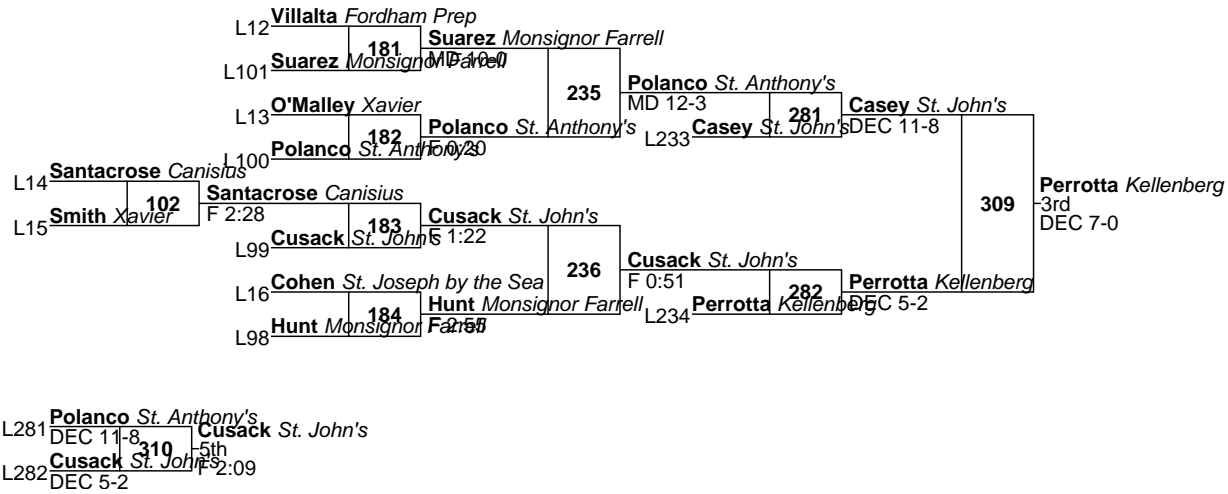 L12 Villalta Fordham Prep
181 Suarez Monsignor Farrell
MD 10-0
L101 Suarez Monsignor Farrell
235 Polanco St. Anthony's
MD 12-3
L13 O'Malley Xavier
182 Polanco St. Anthony's
F 0:20
L100 Polanco St. Anthony's
281 Casey St. John's
DEC 11-8
L233 Casey St. John's
L14 Santacrose Canisius
102 Santacrose Canisius
F 2:28
L15 Smith Xavier
183 Cusack St. John's
F 1:22
L99 Cusack St. John's
309 Perrotta Kellenberg
3rd
DEC 7-0
236 Cusack St. John's
F 0:51
L16 Cohen St. Joseph by the Sea
184 Hunt Monsignor Farrell
F 2:55
L98 Hunt Monsignor Farrell
282 Perrotta Kellenberg
DEC 5-2
L234 Perrotta Kellenberg
L281 Polanco St. Anthony's
DEC 11-8
310 Cusack St. John's
5th
F 2:09
L282 Cusack St. John's
DEC 5-2